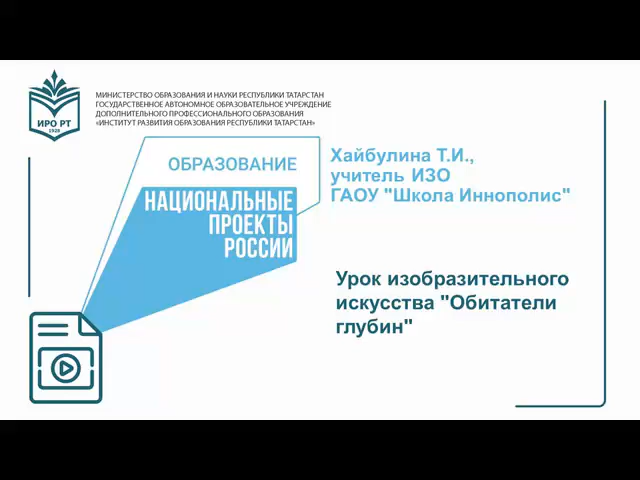 ИРО РТ
1928
МИНИСТЕРСТВО ОБРАЗОВАНИЯ И НАУКИ РЕСПУБЛИКИ ТАТАРСТАН
ГОСУДАРСТВЕННОЕ АВТОНОМНОЕ ОБРАЗОВАТЕЛЬНОЕ УЧРЕЖДЕНИЕ
ДОПОЛНИТЕЛЬНОГО ПРОФЕССИОНАЛЬНОГО ОБРАЗОВАНИЯ
«ИНСТИТУТ РАЗВИТИЯ ОБРАЗОВАНИЯ РЕСПУБЛИКИ ТАТАРСТАН»
ОБРАЗОВАНИЕ
НАЦИОНАЛЬНЫЕ
ПРОЕКТЫ
РОССИИ
Хайбулина Т.И.,
учитель ИЗО
ГАОУ "Школа Иннополис"
Урок изобразительного
искусства "Обитатели
глубин"